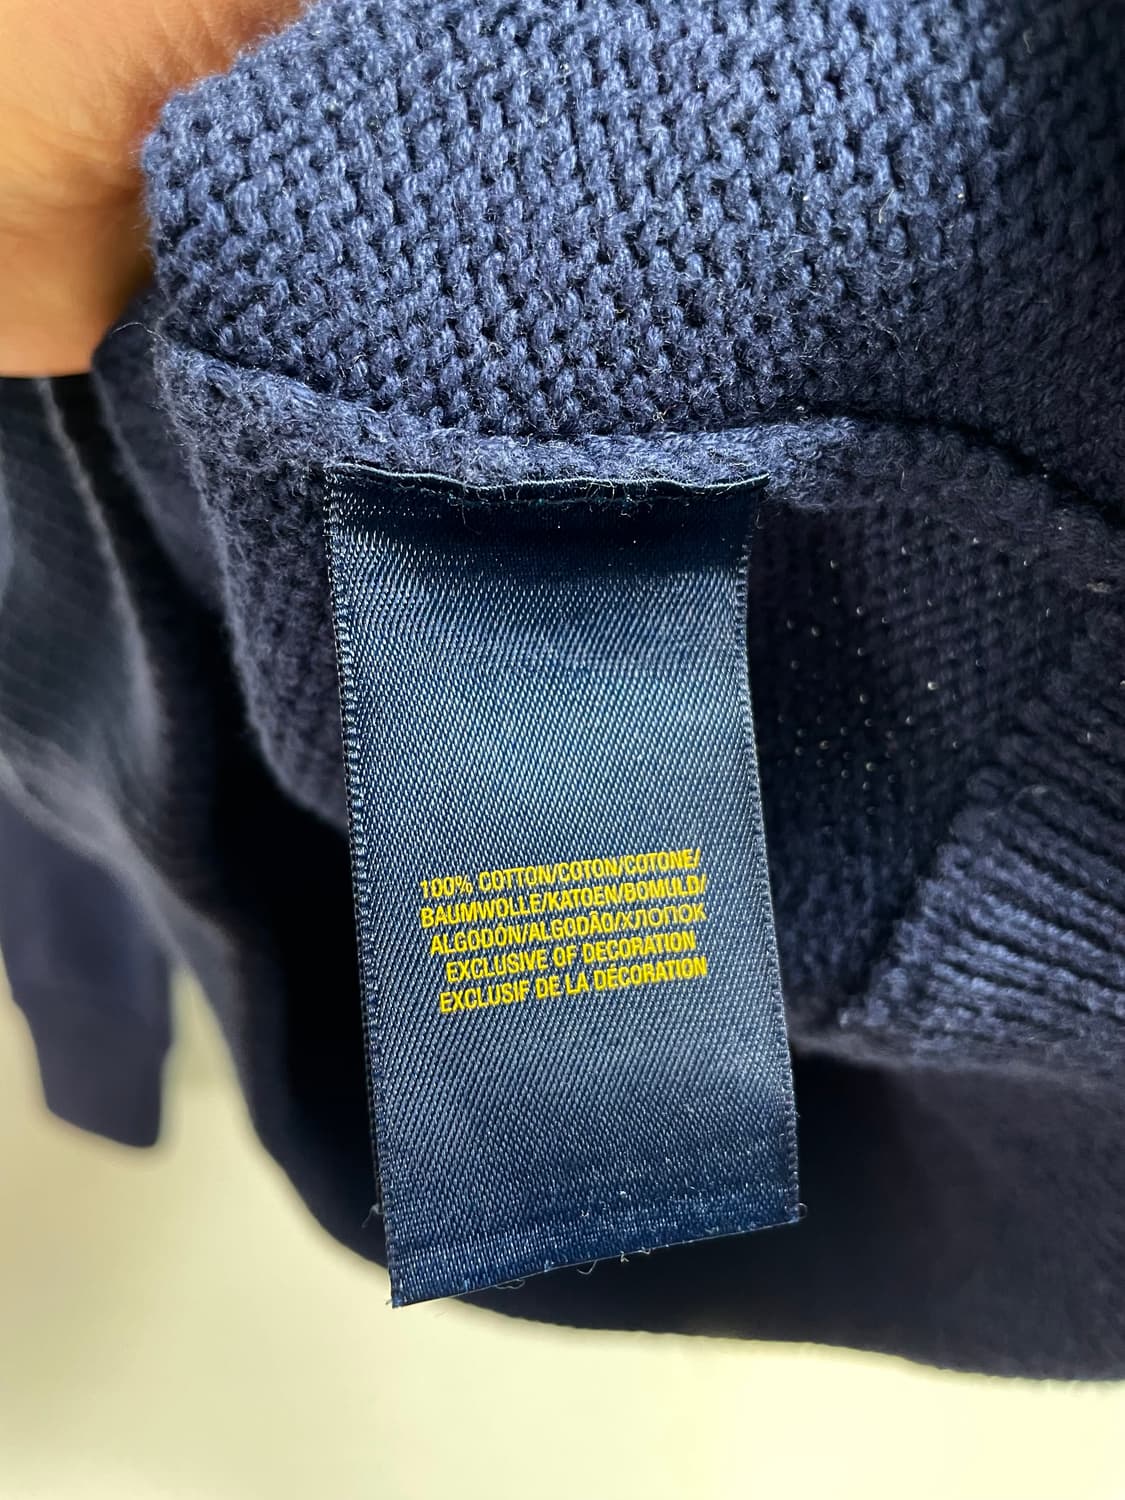 100% COTTON/COTON/COTONE/
BAUMWOLLE/KATOEN/BOMULD/
ALGODÓN/ALGODÃO/ХЛОПОК
EXCLUSIVE OF DECORATION
EXCLUSIF DE LA DÉCORATION